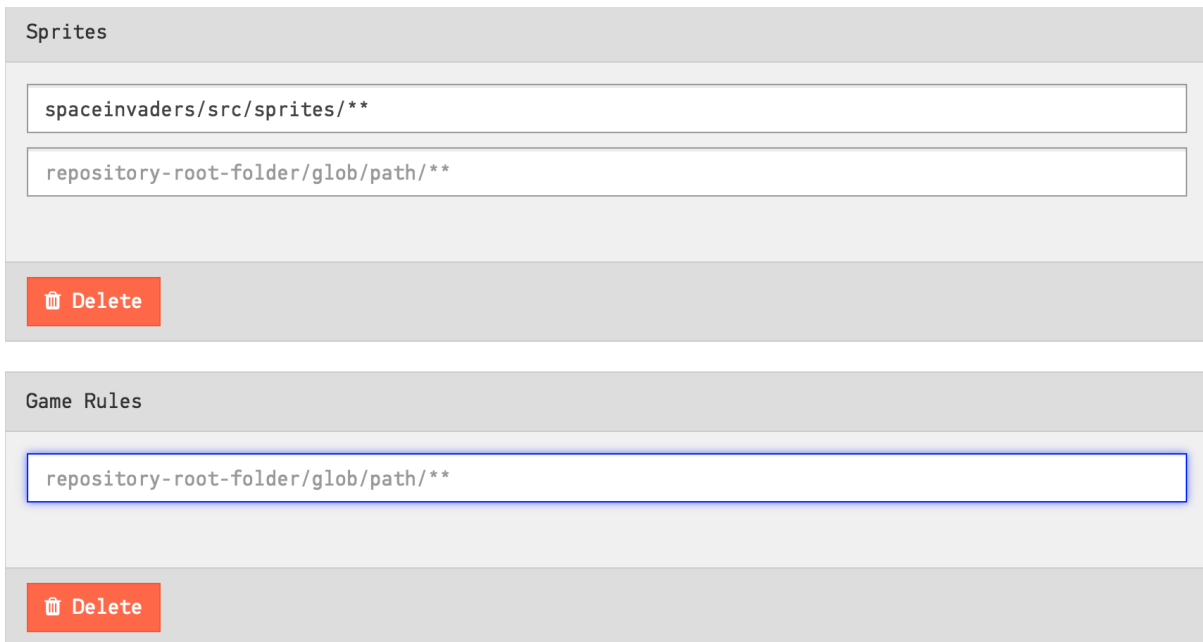 Sprites
spaceinvaders/src/sprites/**
repository-root-folder/glob/path/**
Delete
Game Rules
repository-root-folder/glob/path/**
Delete